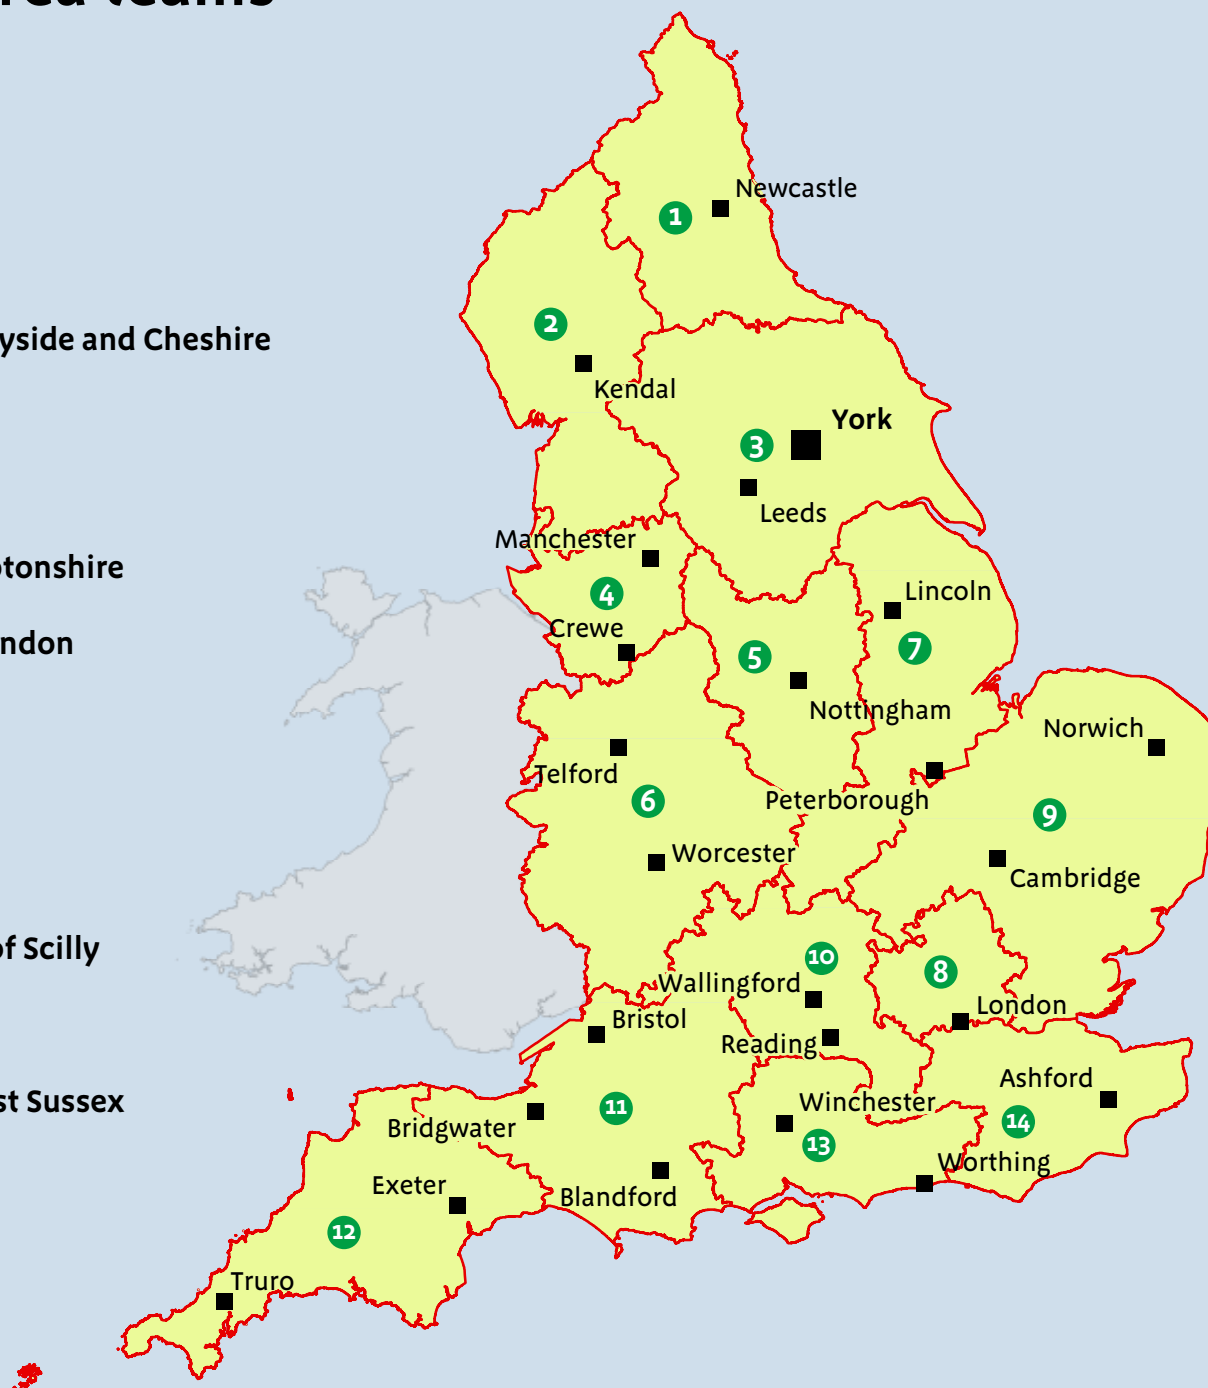 Newcastle
1
2
yside and Cheshire
Kendal
York
3
Leeds
Manchester
tonshire
4
Lincoln
Crewe
ndon
7
5
Nottingham
Norwich
Telford
6
Peterborough
9
Worcester
Cambridge
of Scilly
10
8
Wallingford
London
Bristol
Reading
Ashford
st Sussex
11
Winchester
14
Bridgwater
13
Worthing
Exeter
Blandford
12
Truro